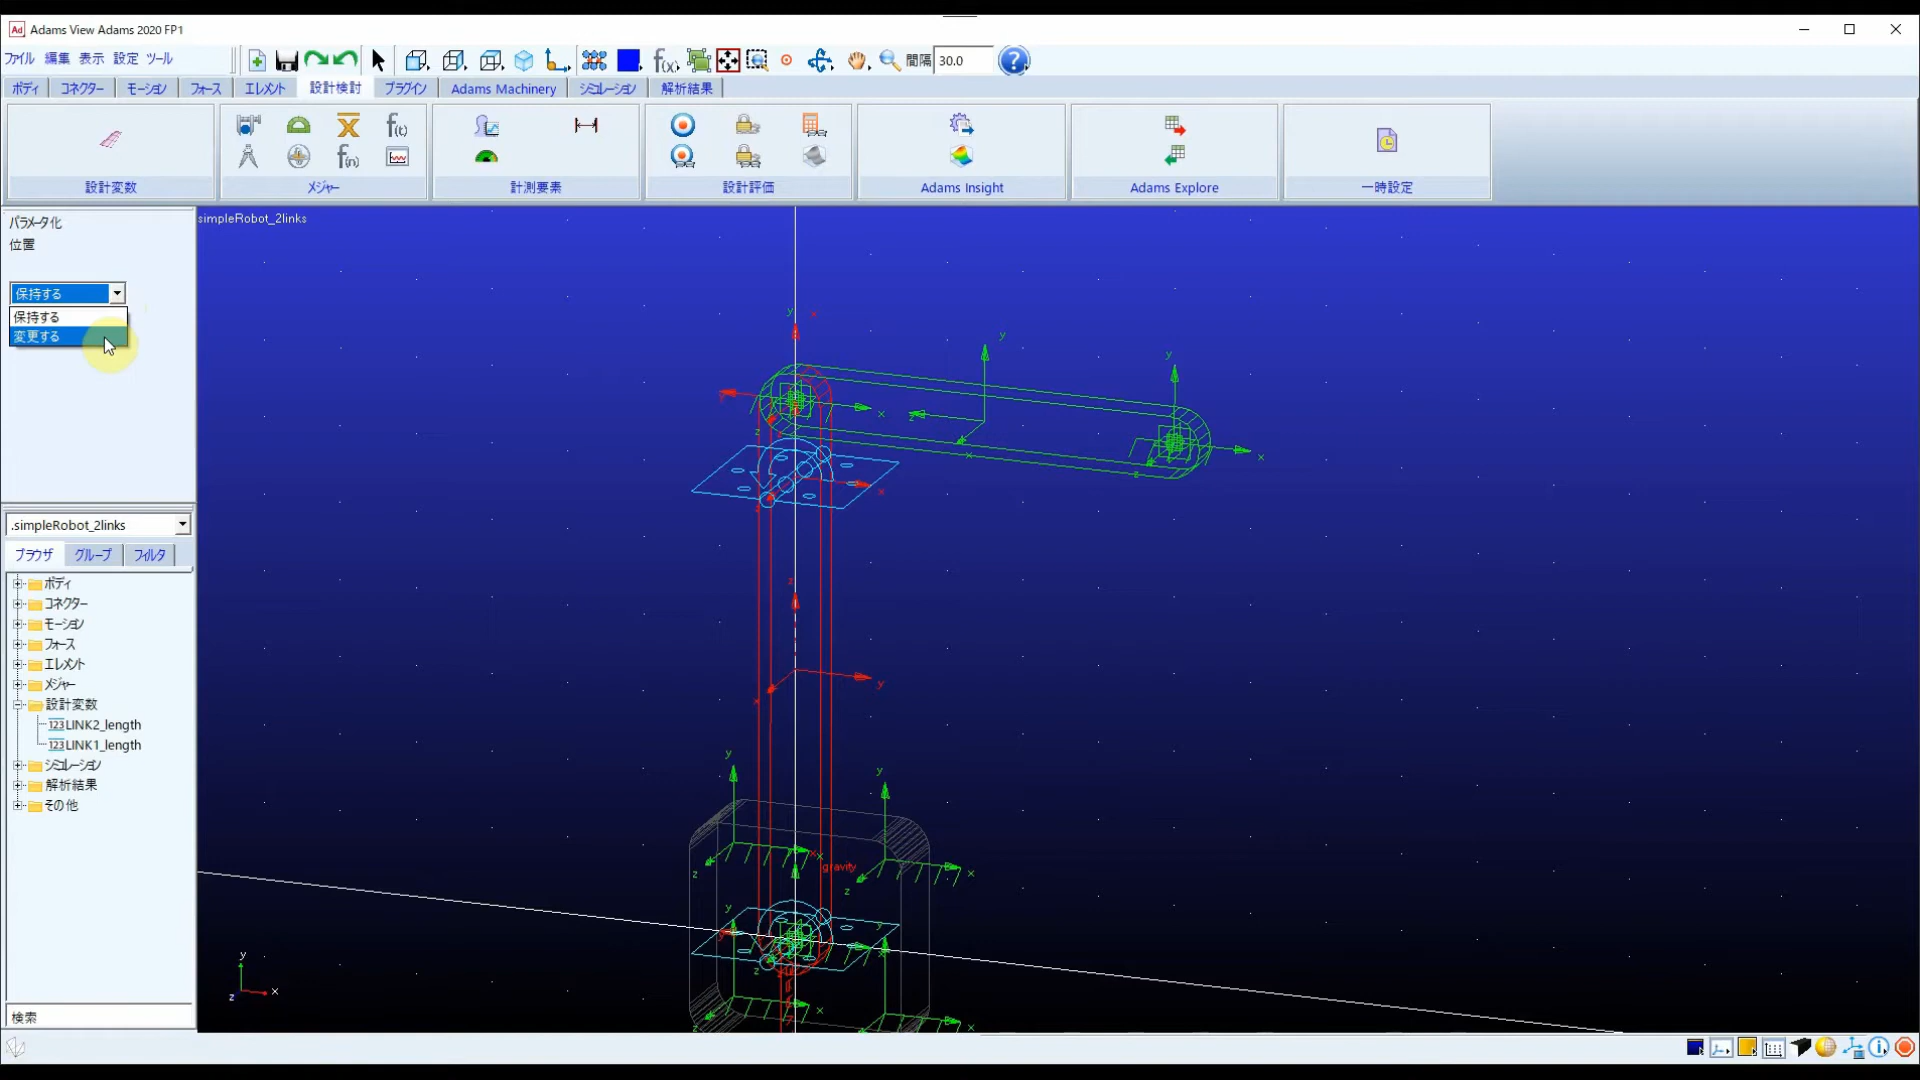 Adams View Adams 2020 FP1
ファイル 編集 表示 設定 ツール
f(x) 間隔 30.0
ボディ コネクター モーション フォース エレメント 設計検討 プラグイン Adams Machinery シミュレーション 解析結果
f(t)
f(n)
設計変数 メジャー 計測要素 設計評価 Adams Insight Adams Explore 一時設定
パラメータ化
位置
保持する
保持する
変更する
simpleRobot_2links
.simpleRobot_2links
ブラウザ グループ フィルタ
ボディ
コネクター
モーション
フォース
エレメント
メジャー
設計変数
123 LINK2_length
123 LINK1_length
シミュレーション
解析結果
その他
検索
gravity
y
z x